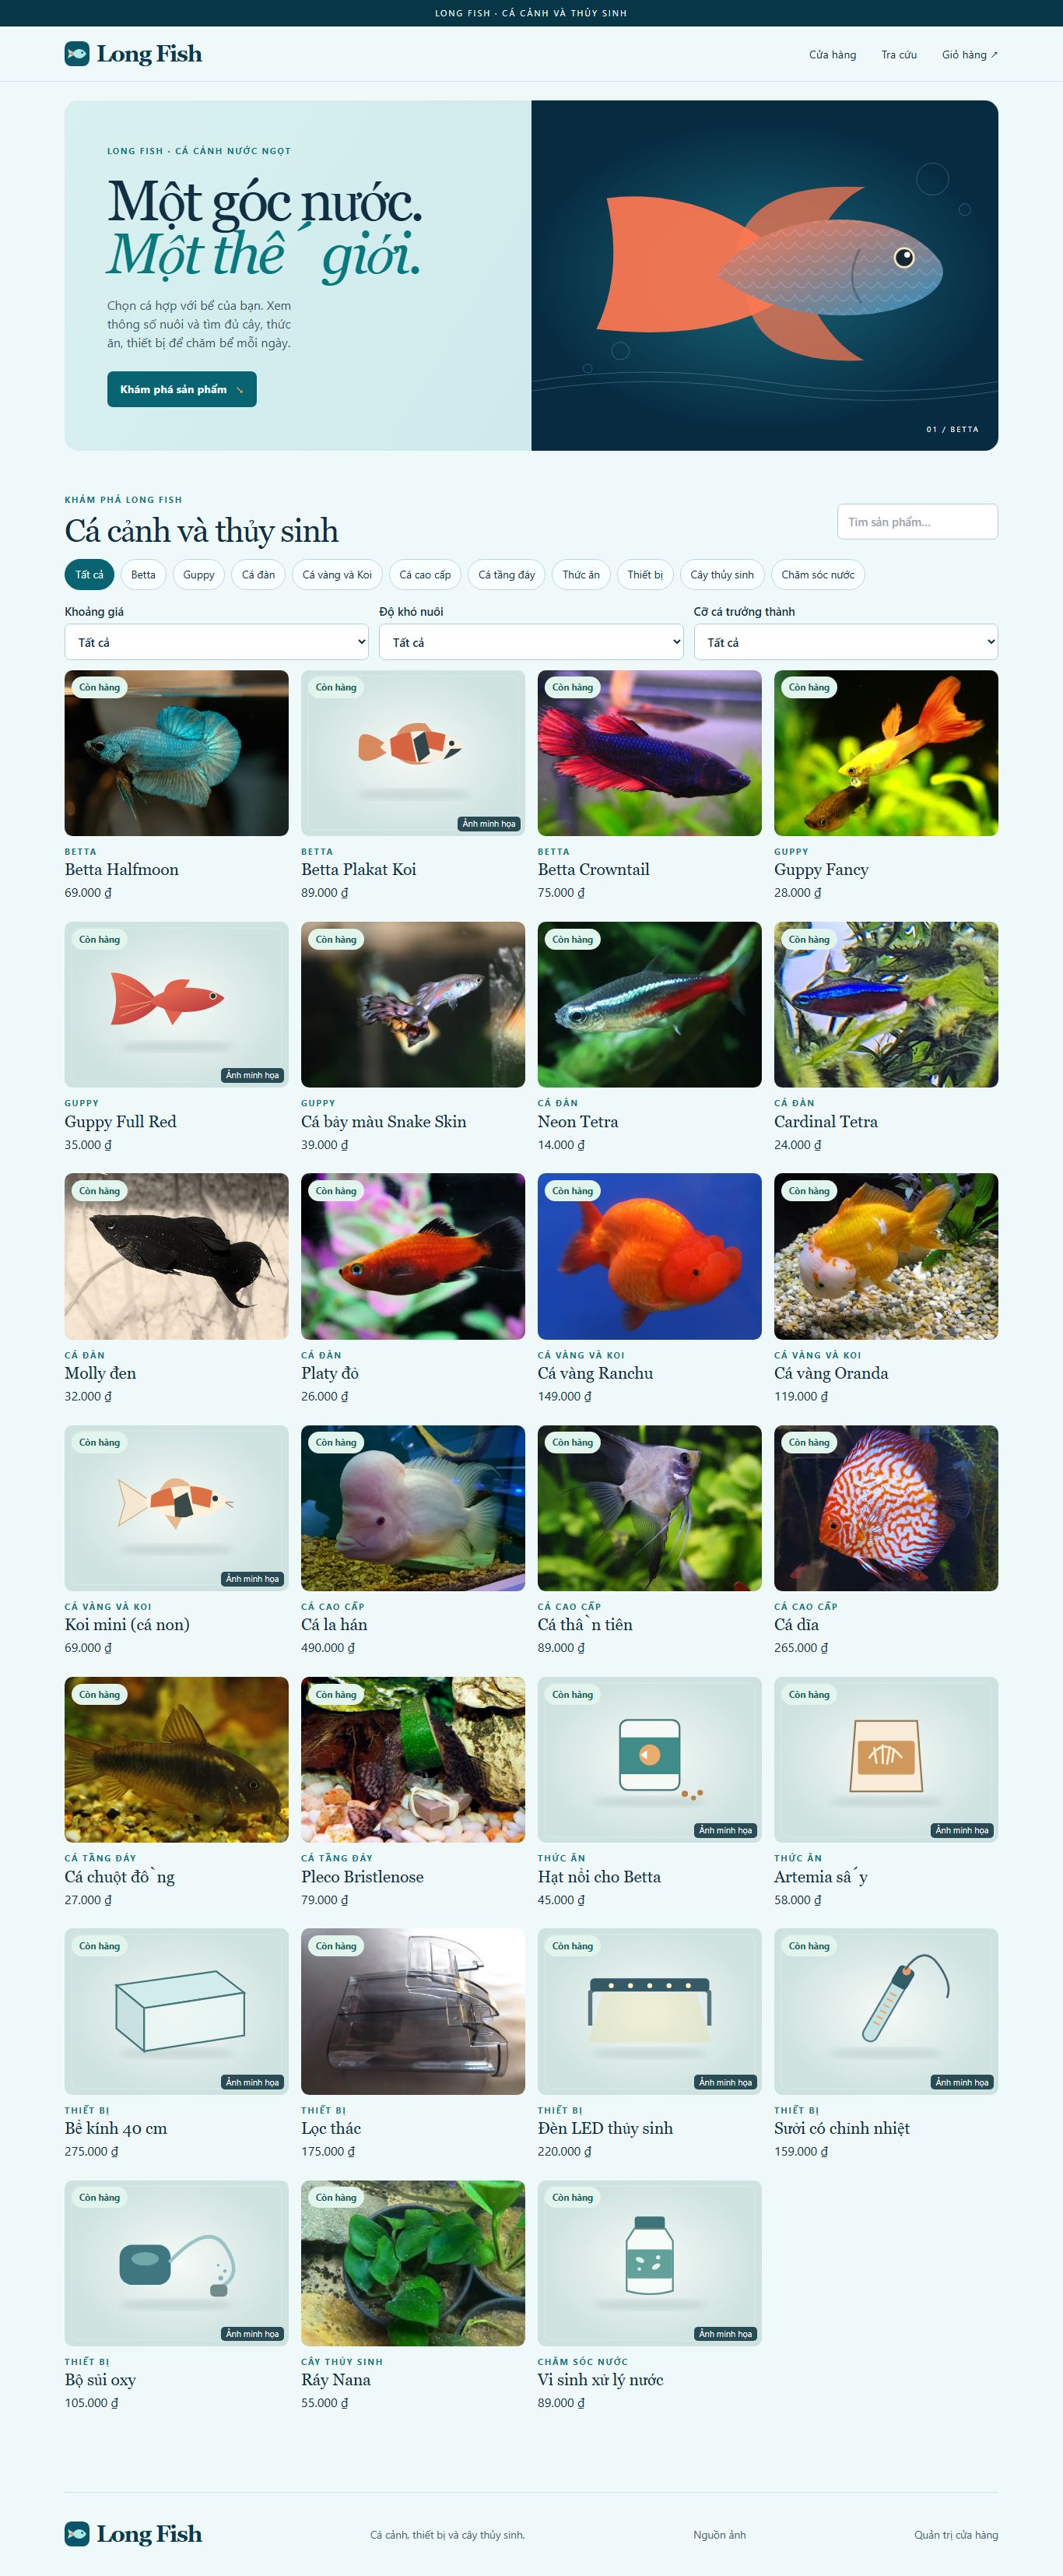 LONG FISH · CÁ CẢNH VÀ THỦY SINH
Long Fish
Cửa hàng
Tra cứu
Giỏ hàng ↗
LONG FISH · CÁ CẢNH NƯỚC NGỌT
Một góc nước.
Một thế giới.
Chọn cá hợp với bể của bạn. Xem
thông số nuôi và tìm đủ cây, thức
ăn, thiết bị để chăm bể mỗi ngày.
Khám phá sản phẩm ↘
01 / BETTA
KHÁM PHÁ LONG FISH
Cá cảnh và thủy sinh
Tìm sản phẩm...
Tất cả
Betta
Guppy
Cá đàn
Cá vàng và Koi
Cá cao cấp
Cá tầng đáy
Thức ăn
Thiết bị
Cây thủy sinh
Chăm sóc nước
Khoảng giá
Độ khó nuôi
Cỡ cá trưởng thành
Tất cả
Tất cả
Tất cả
Còn hàng
Còn hàng
Ảnh minh họa
Còn hàng
Còn hàng
BETTA
Betta Halfmoon
69.000 ₫
BETTA
Betta Plakat Koi
89.000 ₫
BETTA
Betta Crowntail
75.000 ₫
GUPPY
Guppy Fancy
28.000 ₫
Còn hàng
Ảnh minh họa
Còn hàng
Còn hàng
Còn hàng
GUPPY
Guppy Full Red
35.000 ₫
GUPPY
Cá bảy màu Snake Skin
39.000 ₫
CÁ ĐÀN
Neon Tetra
14.000 ₫
CÁ ĐÀN
Cardinal Tetra
24.000 ₫
Còn hàng
Còn hàng
Còn hàng
Còn hàng
CÁ ĐÀN
Molly đen
32.000 ₫
CÁ ĐÀN
Platy đỏ
26.000 ₫
CÁ VÀNG VÀ KOI
Cá vàng Ranchu
149.000 ₫
CÁ VÀNG VÀ KOI
Cá vàng Oranda
119.000 ₫
Còn hàng
Ảnh minh họa
Còn hàng
Còn hàng
Còn hàng
CÁ VÀNG VÀ KOI
Koi mini (cá non)
69.000 ₫
CÁ CAO CẤP
Cá la hán
490.000 ₫
CÁ CAO CẤP
Cá thần tiên
89.000 ₫
CÁ CAO CẤP
Cá dĩa
265.000 ₫
Còn hàng
Còn hàng
Còn hàng
Ảnh minh họa
Còn hàng
Ảnh minh họa
CÁ TẦNG ĐÁY
Cá chuột đồng
27.000 ₫
CÁ TẦNG ĐÁY
Pleco Bristlenose
79.000 ₫
THỨC ĂN
Hạt nổi cho Betta
45.000 ₫
THỨC ĂN
Artemia sấy
58.000 ₫
Còn hàng
Ảnh minh họa
Còn hàng
Còn hàng
Ảnh minh họa
Còn hàng
Ảnh minh họa
THIẾT BỊ
Bể kính 40 cm
275.000 ₫
THIẾT BỊ
Lọc thác
175.000 ₫
THIẾT BỊ
Đèn LED thủy sinh
220.000 ₫
THIẾT BỊ
Sưởi có chỉnh nhiệt
159.000 ₫
Còn hàng
Ảnh minh họa
Còn hàng
Còn hàng
Ảnh minh họa
THIẾT BỊ
Bộ sủi oxy
105.000 ₫
CÂY THỦY SINH
Ráy Nana
55.000 ₫
CHĂM SÓC NƯỚC
Vi sinh xử lý nước
89.000 ₫
Long Fish
Cá cảnh, thiết bị và cây thủy sinh.
Nguồn ảnh
Quản trị cửa hàng